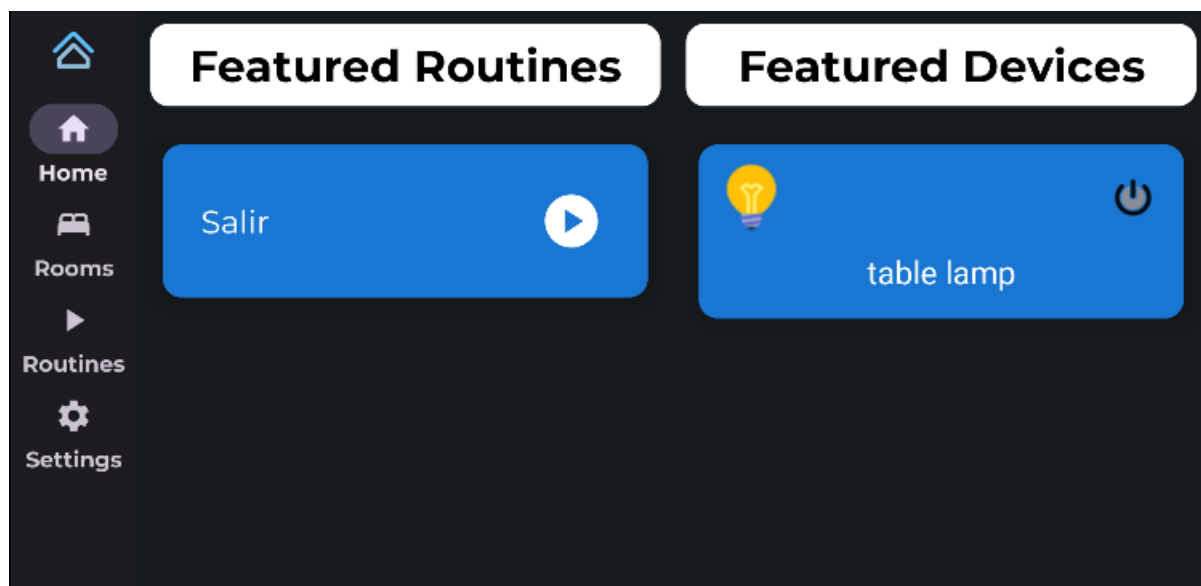 Featured Routines
Featured Devices
Home
Rooms
Routines
Settings
Salir
table lamp